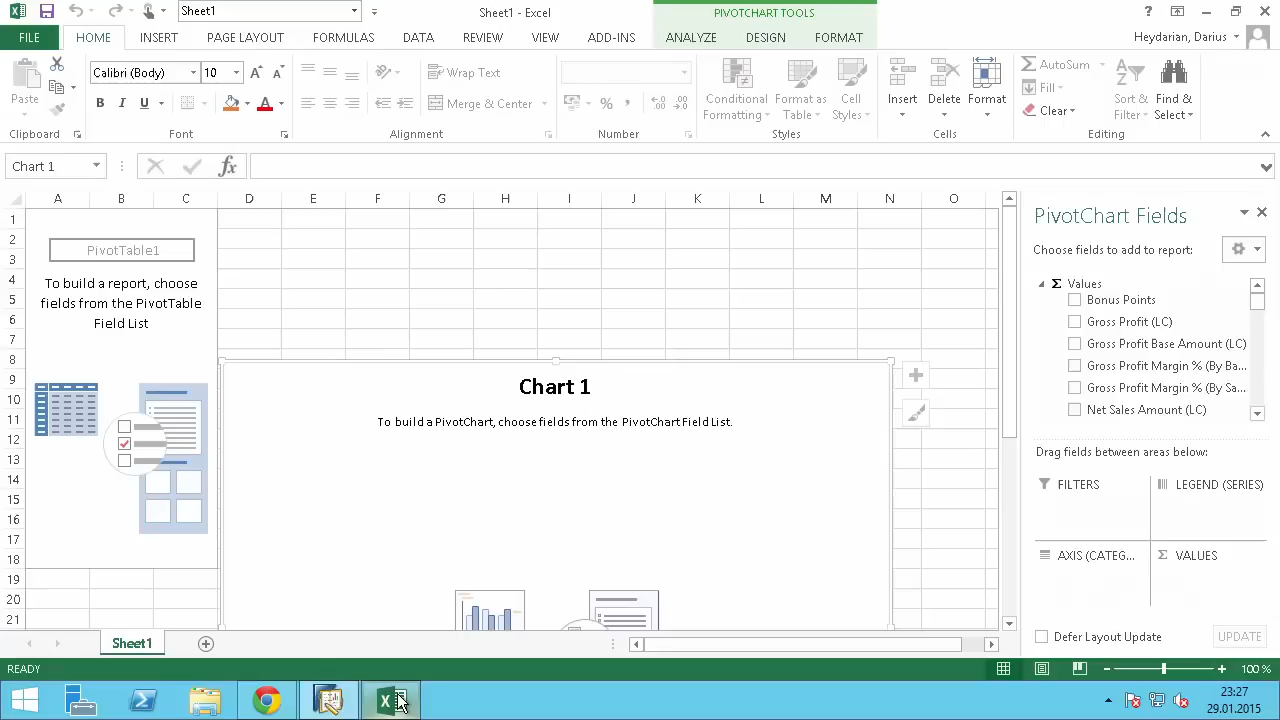 Sheet1
Sheet1 - Excel
PIVOTCHART TOOLS
?
FILE
HOME
INSERT
PAGE LAYOUT
FORMULAS
DATA
REVIEW
VIEW
ADD-INS
ANALYZE
DESIGN
FORMAT
Heydarian, Darius
Paste
Calibri (Body)
10
B I U
Wrap Text
Merge & Center
%
Conditional Formatting
Format as Table
Cell Styles
Insert
Delete
Format
AutoSum
Fill
Clear
Sort & Filter
Find & Select
Clipboard
Font
Alignment
Number
Styles
Cells
Editing
Chart 1
fx
A B C D E F G H I J K L M N O
1
2
3
4
5
6
7
8
9
10
11
12
13
14
15
16
17
18
19
20
21
PivotTable1
To build a report, choose
fields from the PivotTable
Field List
Chart 1
To build a PivotChart, choose fields from the PivotChart Field List.
PivotChart Fields
Choose fields to add to report:
Σ Values
Bonus Points
Gross Profit (LC)
Gross Profit Base Amount (LC)
Gross Profit Margin % (By Ba...
Gross Profit Margin % (By Sa...
Net Sales Amount (LC)
Drag fields between areas below:
FILTERS
LEGEND (SERIES)
AXIS (CATEG...
Σ VALUES
Defer Layout Update
UPDATE
Sheet1
READY
100 %
23:27
29.01.2015